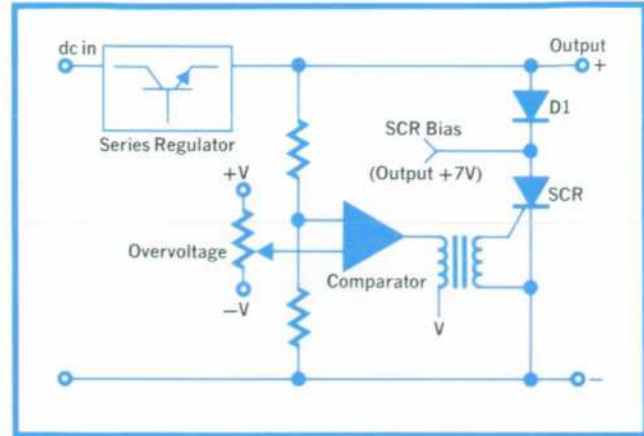 dc in
Output
+
D1
Series Regulator
SCR Bias
(Output +7V)
+V
SCR
Overvoltage
Comparator
−V
V
−